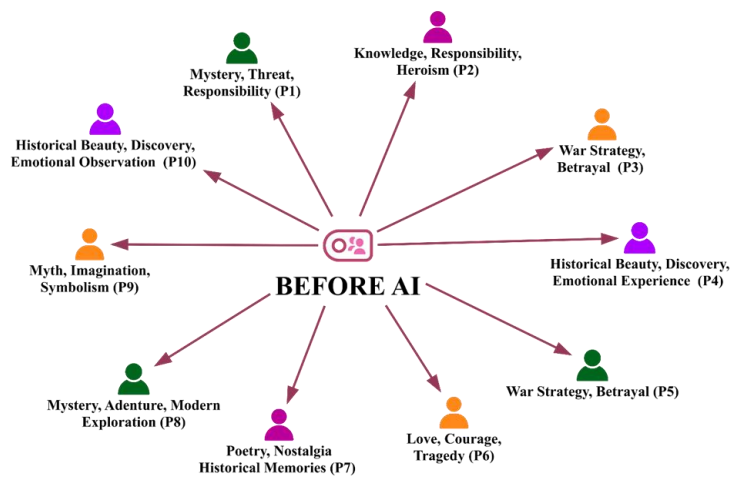 Knowledge, Responsibility,
Heroism (P2)
Mystery, Threat,
Responsibility (P1)
Historical Beauty, Discovery,
Emotional Observation (P10)
War Strategy,
Betrayal (P3)
Myth, Imagination,
Symbolism (P9)
Historical Beauty, Discovery,
Emotional Experience (P4)
BEFORE AI
Mystery, Adenture, Modern
Exploration (P8)
War Strategy, Betrayal (P5)
Poetry, Nostalgia
Historical Memories (P7)
Love, Courage,
Tragedy (P6)